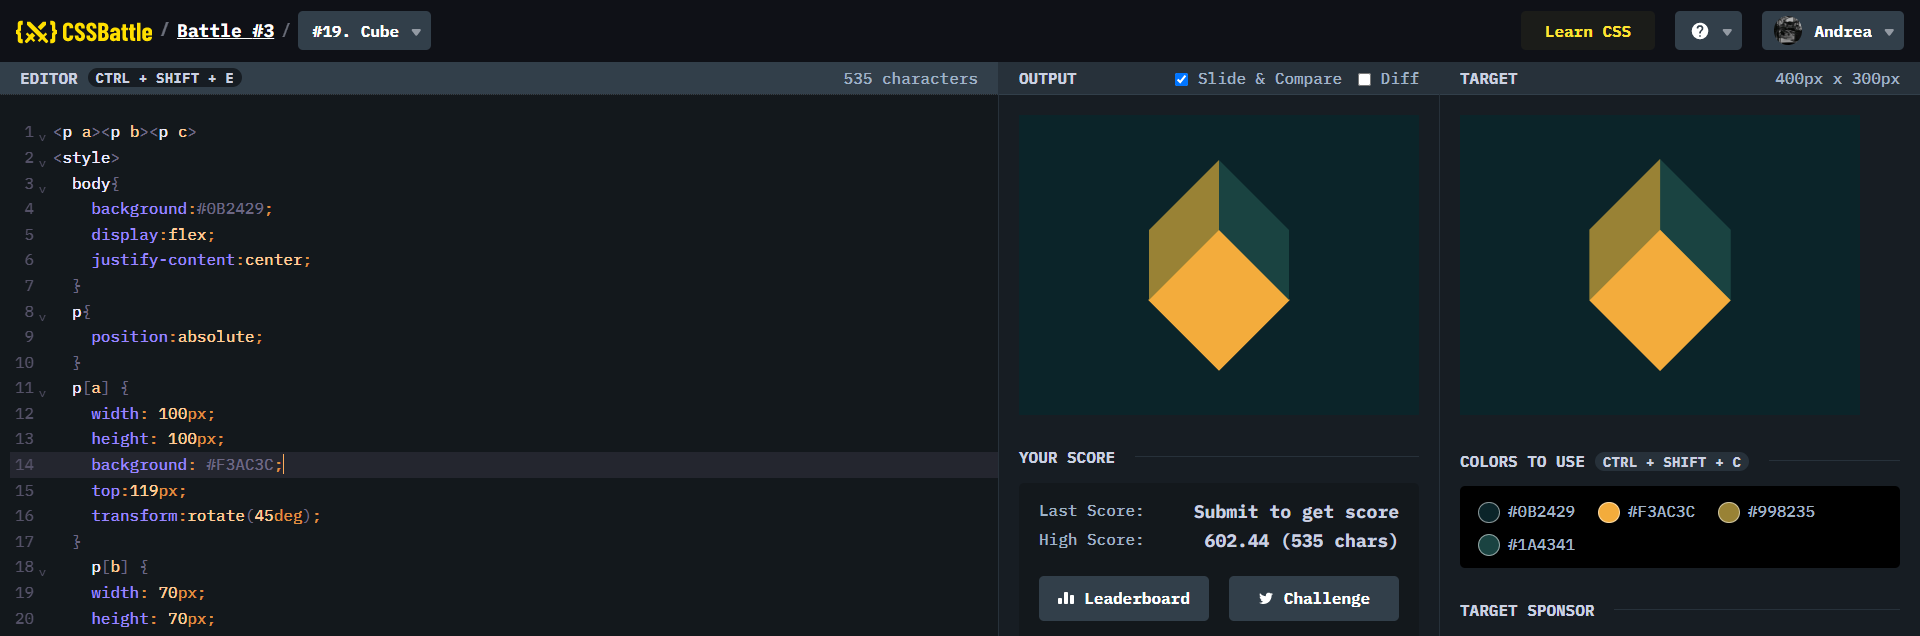 CSSBattle / Battle #3 / #19. Cube Learn CSS ? Andrea
EDITOR CTRL + SHIFT + E 535 characters
1 <p a><p b><p c>
2 <style>
3 body{
4 background:#0B2429;
5 display:flex;
6 justify-content:center;
7 }
8 p{
9 position:absolute;
10 }
11 p[a] {
12 width: 100px;
13 height: 100px;
14 background: #F3AC3C;
15 top:119px;
16 transform:rotate(45deg);
17 }
18 p[b] {
19 width: 70px;
20 height: 70px;
OUTPUT Slide & Compare Diff
YOUR SCORE
Last Score: Submit to get score
High Score: 602.44 (535 chars)
Leaderboard Challenge
TARGET 400px x 300px
COLORS TO USE CTRL + SHIFT + C
#0B2429 #F3AC3C #998235
#1A4341
TARGET SPONSOR